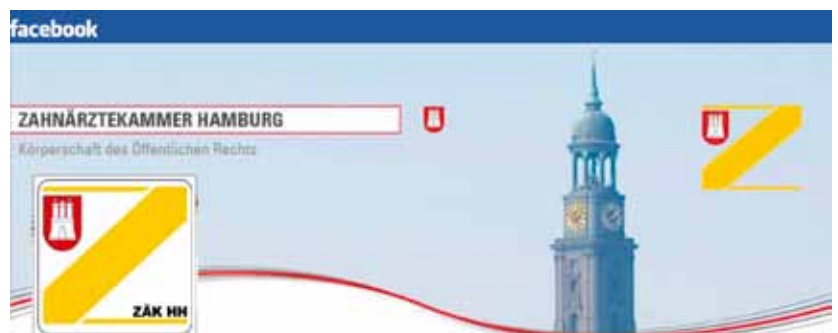 facebook
ZAHNÄRZTEKAMMER HAMBURG
Körperschaft des Öffentlichen Rechts
ZÄK HH